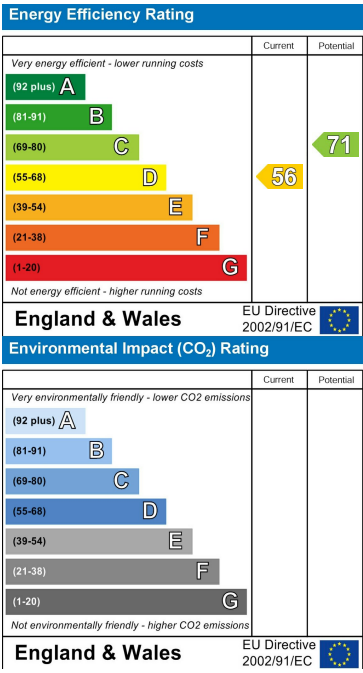 Energy Efficiency Rating
Current Potential
Very energy efficient - lower running costs
(92 plus) A
(81-91) B
(69-80) C
71
(55-68) D
56
(39-54) E
(21-38) F
(1-20) G
Not energy efficient - higher running costs
England & Wales
EU Directive
2002/91/EC
Environmental Impact (CO₂) Rating
Current Potential
Very environmentally friendly - lower CO2 emissions
(92 plus) A
(81-91) B
(69-80) C
(55-68) D
(39-54) E
(21-38) F
(1-20) G
Not environmentally friendly - higher CO2 emissions
England & Wales
EU Directive
2002/91/EC